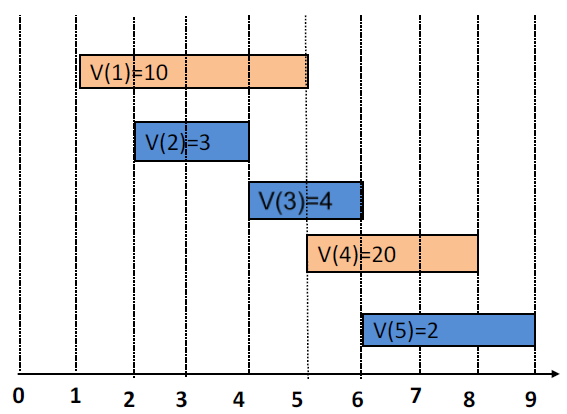 V(1)=10
V(2)=3
V(3)=4
V(4)=20
V(5)=2
0 1 2 3 4 5 6 7 8 9